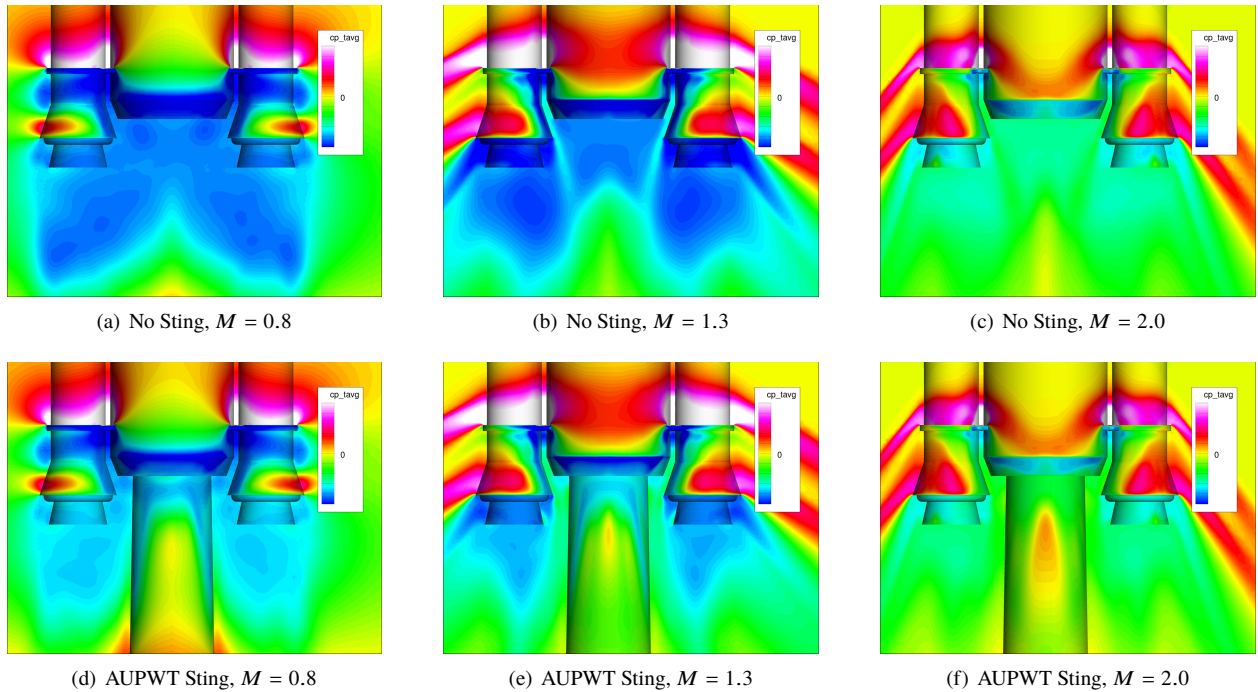 cp_tavg
0
cp_tavg
0
cp_tavg
0
(a) No Sting, M = 0.8
(b) No Sting, M = 1.3
(c) No Sting, M = 2.0
cp_tavg
0
cp_tavg
0
cp_tavg
0
(d) AUPWT Sting, M = 0.8
(e) AUPWT Sting, M = 1.3
(f) AUPWT Sting, M = 2.0